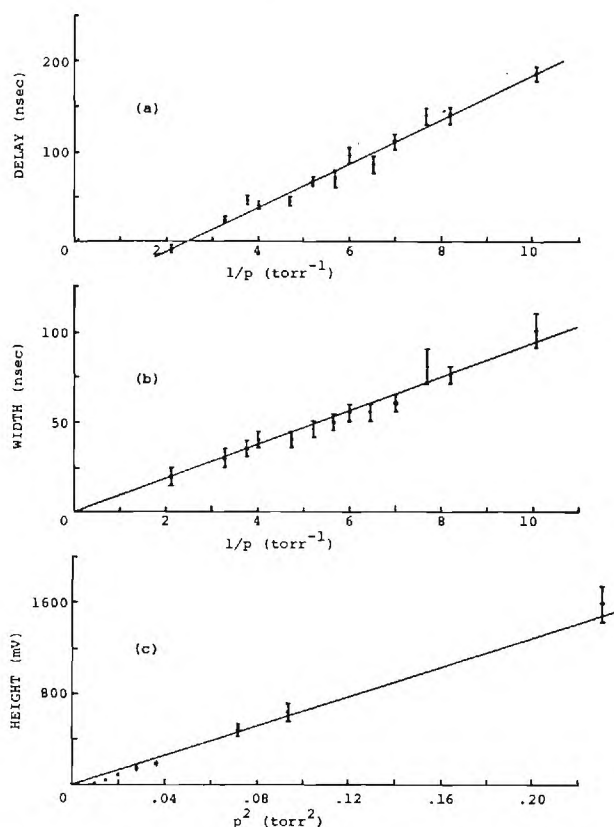 200
100
0
DELAY (nsec)
(a)
2 4 6 8 10
1/p (torr⁻¹)
100
50
0
WIDTH (nsec)
(b)
2 4 6 8 10
1/p (torr⁻¹)
1600
800
0
HEIGHT (mV)
(c)
.04 .08 .12 .16 .20
p² (torr²)